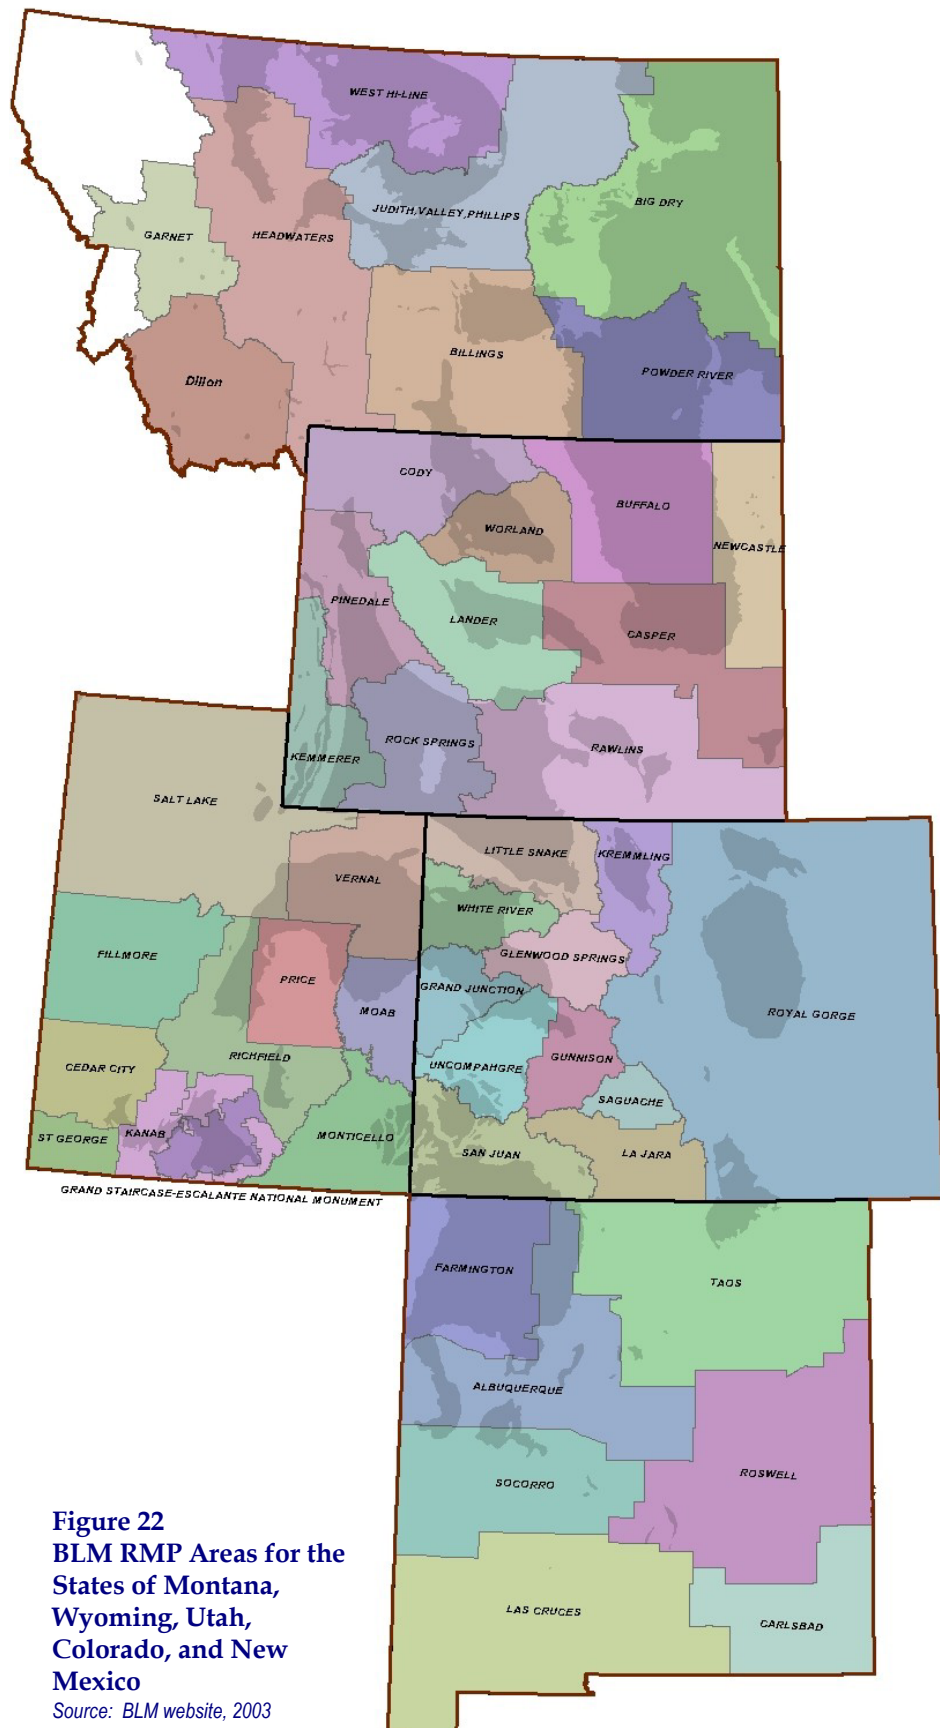 WEST HI-LINE
JUDITH,VALLEY,PHILLIPS
BIG DRY
GARNET
HEADWATERS
BILLINGS
POWDER RIVER
Dillon
CODY
BUFFALO
WORLAND
NEWCASTLE
PINEDALE
LANDER
CASPER
ROCK SPRINGS
RAWLINS
KEMMERER
SALT LAKE
VERNAL
LITTLE SNAKE
KREMMLING
WHITE RIVER
FILLMORE
GLENWOOD SPRINGS
PRICE
GRAND JUNCTION
MOAB
ROYAL GORGE
RICHFIELD
CEDAR CITY
UNCOMPAHGRE
GUNNISON
SAGUACHE
ST GEORGE
KANAB
MONTICELLO
SAN JUAN
LA JARA
GRAND STAIRCASE-ESCALANTE NATIONAL MONUMENT
FARMINGTON
TAOS
ALBUQUERQUE
SOCORRO
ROSWELL
LAS CRUCES
CARLSBAD
Figure 22
BLM RMP Areas for the
States of Montana,
Wyoming, Utah,
Colorado, and New
Mexico
Source: BLM website, 2003